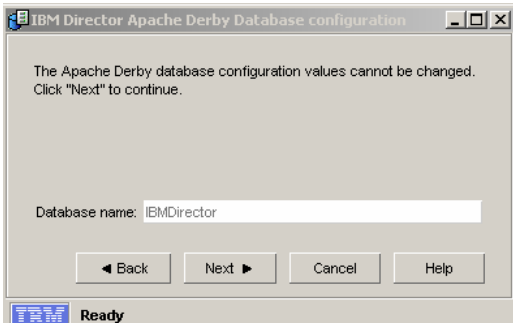 IBM Director Apache Derby Database configuration
The Apache Derby database configuration values cannot be changed.
Click "Next" to continue.
Database name: IBMDirector
◄ Back Next ► Cancel Help
IBM Ready